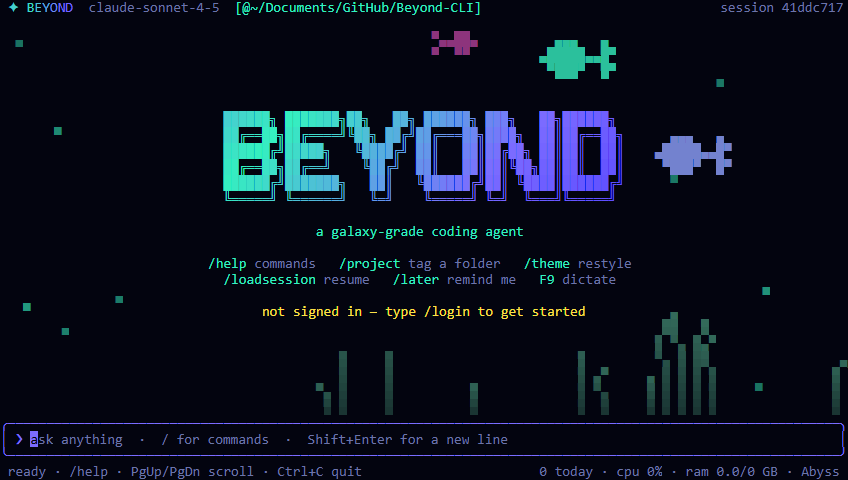 ✦ BEYOND claude-sonnet-4-5 [@~/Documents/GitHub/Beyond-CLI] session 41ddc717
BEYOND
a galaxy-grade coding agent
/help commands /project tag a folder /theme restyle
/loadsession resume /later remind me F9 dictate
not signed in — type /login to get started
❯ ask anything · / for commands · Shift+Enter for a new line
ready · /help · PgUp/PgDn scroll · Ctrl+C quit 0 today · cpu 0% · ram 0.0/0 GB · Abyss